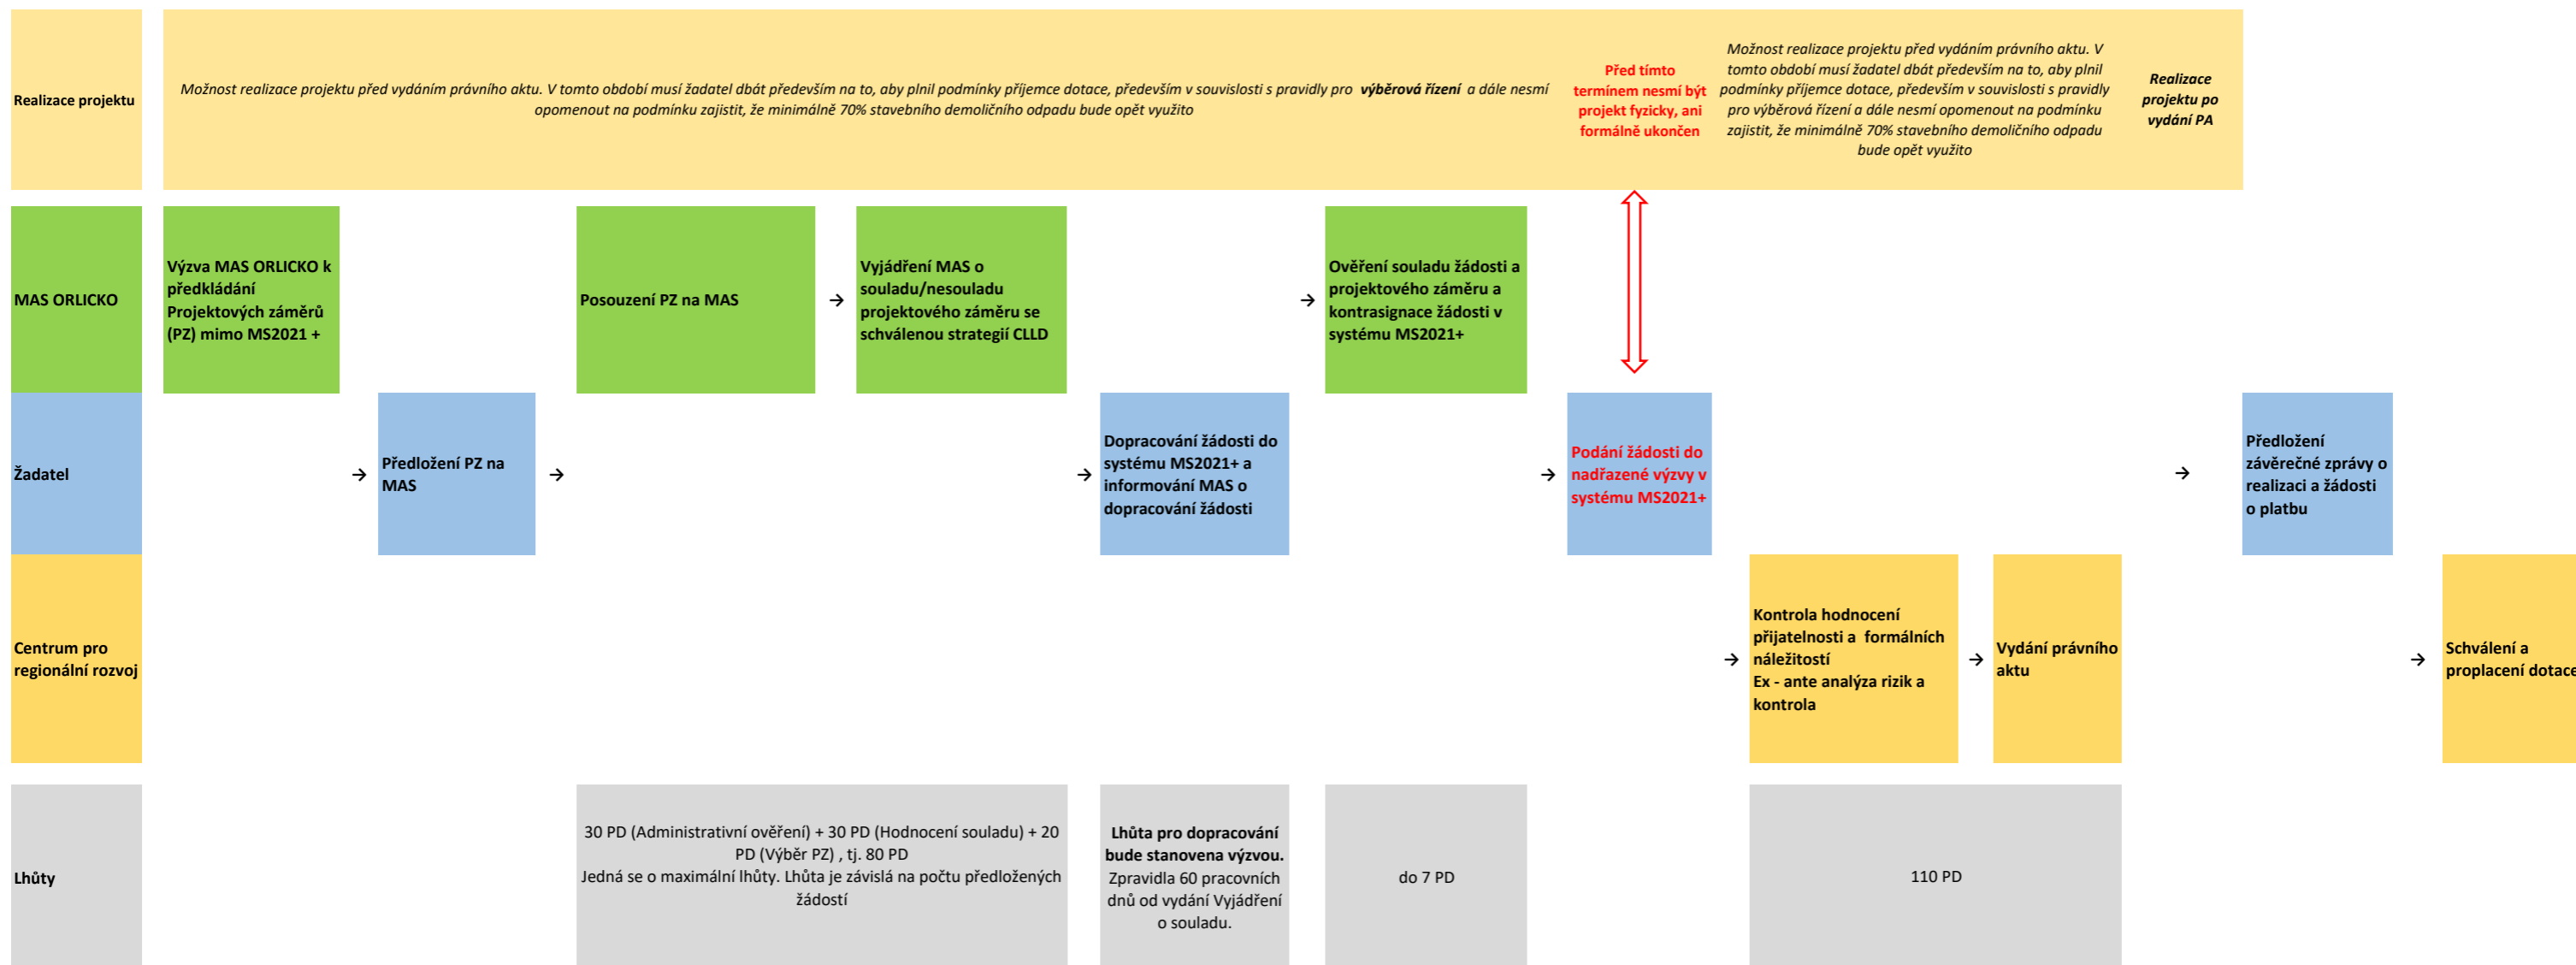 Realizace projektu
Možnost realizace projektu před vydáním právního aktu. V tomto období musí žadatel dbát především na to, aby plnil podmínky příjemce dotace, především v souvislosti s pravidly pro výběrová řízení a dále nesmí
opomenout na podmínku zajistit, že minimálně 70% stavebního demoličního odpadu bude opět využito
Před tímto
termínem nesmí být
projekt fyzicky, ani
formálně ukončen
Možnost realizace projektu před vydáním právního aktu. V
tomto období musí žadatel dbát především na to, aby plnil
podmínky příjemce dotace, především v souvislosti s pravidly
pro výběrová řízení a dále nesmí opomenout na podmínku
zajistit, že minimálně 70% stavebního demoličního odpadu
bude opět využito
Realizace
projektu po
vydání PA
MAS ORLICKO
Výzva MAS ORLICKO k
předkládání
Projektových záměrů
(PZ) mimo MS2021 +
Posouzení PZ na MAS
→
Vyjádření MAS o
souladu/nesouladu
projektového záměru se
schválenou strategií CLLD
→
Ověření souladu žádosti a
projektového záměru a
kontrasignace žádosti v
systému MS2021+
Žadatel
→
Předložení PZ na
MAS
→
→
Dopracování žádosti do
systému MS2021+ a
informování MAS o
dopracování žádosti
→
Podání žádosti do
nadřazené výzvy v
systému MS2021+
→
Předložení
závěrečné zprávy o
realizaci a žádosti
o platbu
Centrum pro
regionální rozvoj
→
Kontrola hodnocení
přijatelnosti a formálních
náležitostí
Ex - ante analýza rizik a
kontrola
→
Vydání právního
aktu
→
Schválení a
proplacení dotace
Lhůty
30 PD (Administrativní ověření) + 30 PD (Hodnocení souladu) + 20
PD (Výběr PZ) , tj. 80 PD
Jedná se o maximální lhůty. Lhůta je závislá na počtu předložených
žádostí
Lhůta pro dopracování
bude stanovena výzvou.
Zpravidla 60 pracovních
dnů od vydání Vyjádření
o souladu.
do 7 PD
110 PD